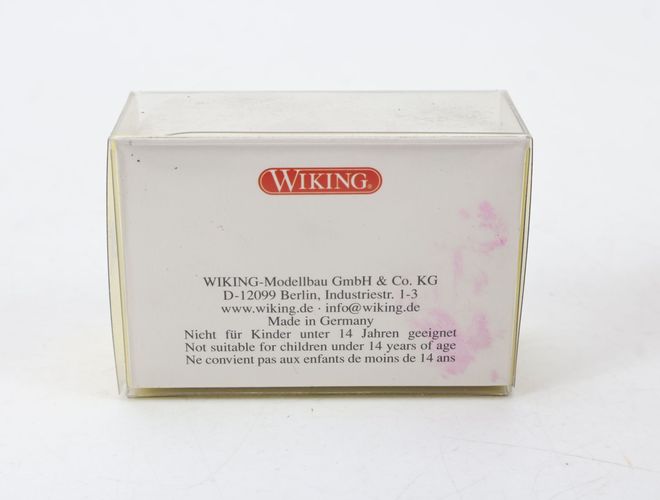 WIKING®
WIKING-Modellbau GmbH & Co. KG
D-12099 Berlin, Industriestr. 1-3
www.wiking.de · info@wiking.de
Made in Germany
Nicht für Kinder unter 14 Jahren geeignet
Not suitable for children under 14 years of age
Ne convient pas aux enfants de moins de 14 ans